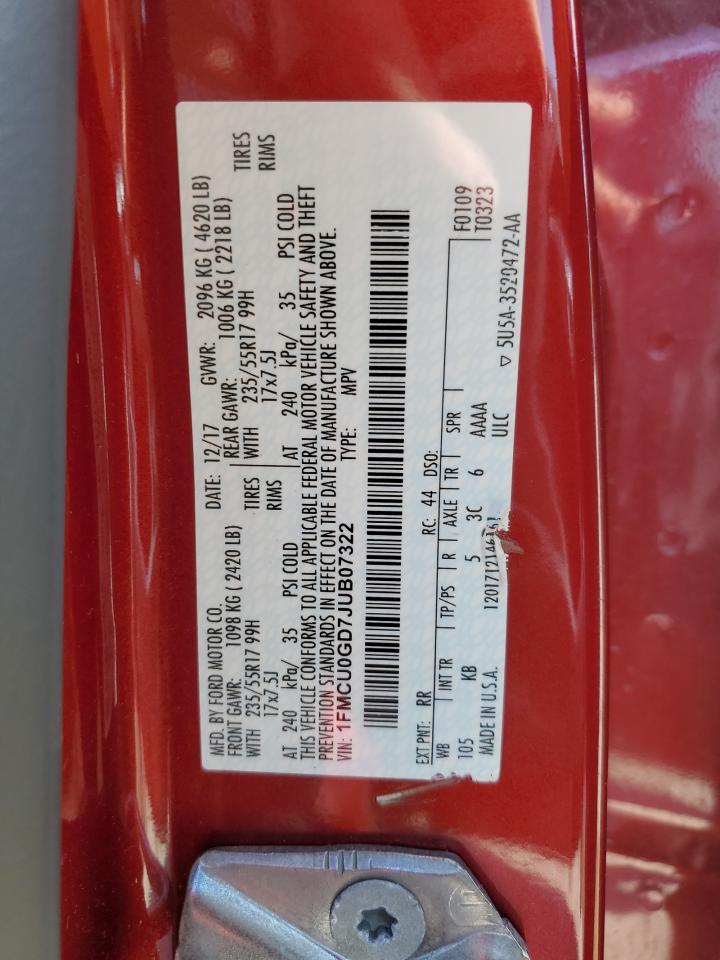 MFD. BY FORD MOTOR CO.
DATE: 12/17 GVWR: 2096 KG ( 4620 LB)
FRONT GAWR: 1098 KG ( 2420 LB) REAR GAWR: 1006 KG ( 2218 LB)
WITH 235/55R17 99H TIRES WITH 235/55R17 99H TIRES
17x7.5J RIMS 17x7.5J RIMS
AT 240 kPa/ 35 PSI COLD AT 240 kPa/ 35 PSI COLD
THIS VEHICLE CONFORMS TO ALL APPLICABLE FEDERAL MOTOR VEHICLE SAFETY AND THEFT
PREVENTION STANDARDS IN EFFECT ON THE DATE OF MANUFACTURE SHOWN ABOVE.
VIN: 1FMCU0GD7JUB07322 TYPE: MPV
EXT PNT: RR RC: 44 DSO: F0109
WB INT TR TP/PS R AXLE TR SPR T0323
105 KB 5 3C 6 AAAA
MADE IN U.S.A. ULC
▽ 5U5A-3520472-AA